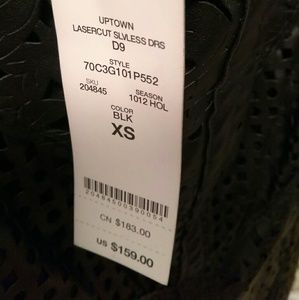 UPTOWN
LASERCUT SLVLESS DRS
D9
STYLE
70C3G101P552
SKU SEASON
204845 1012 HOL
COLOR
BLK
XS
CN $183.00
US $159.00